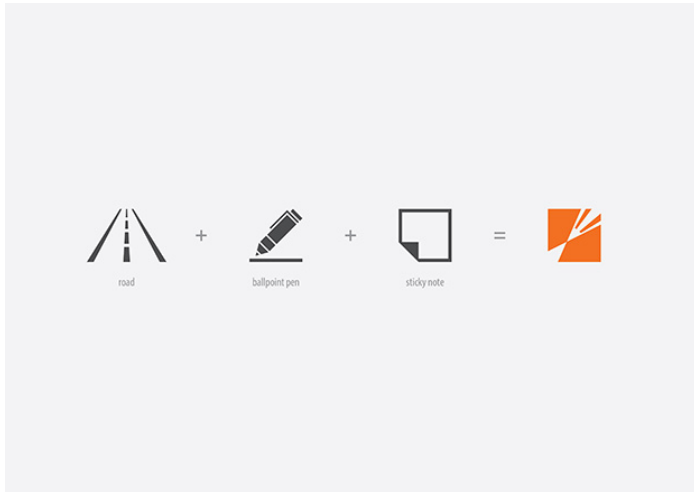 + + =
road ballpoint pen sticky note